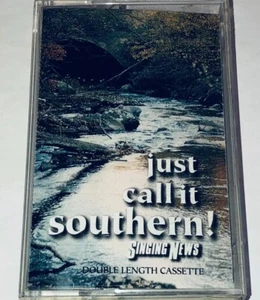 just
call it
southern!
SINGING NEWS
DOUBLE LENGTH CASSETTE